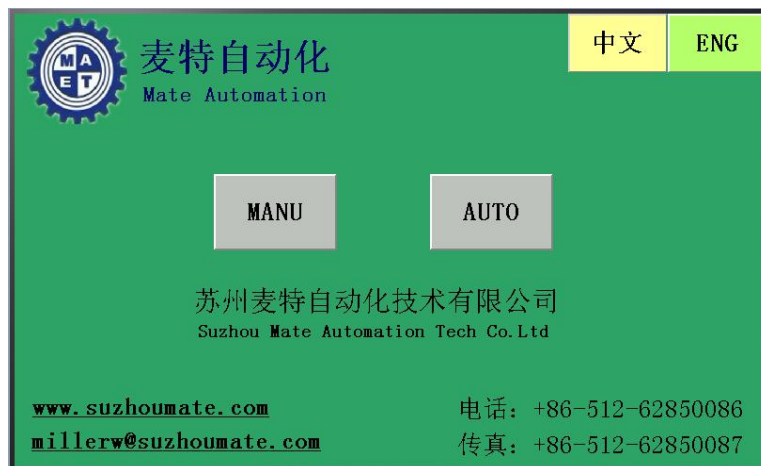 MA
ET
麦特自动化
Mate Automation
中文
ENG
MANU
AUTO
苏州麦特自动化技术有限公司
Suzhou Mate Automation Tech Co.Ltd
www.suzhoumate.com
millerw@suzhoumate.com
电话：+86-512-62850086
传真：+86-512-62850087